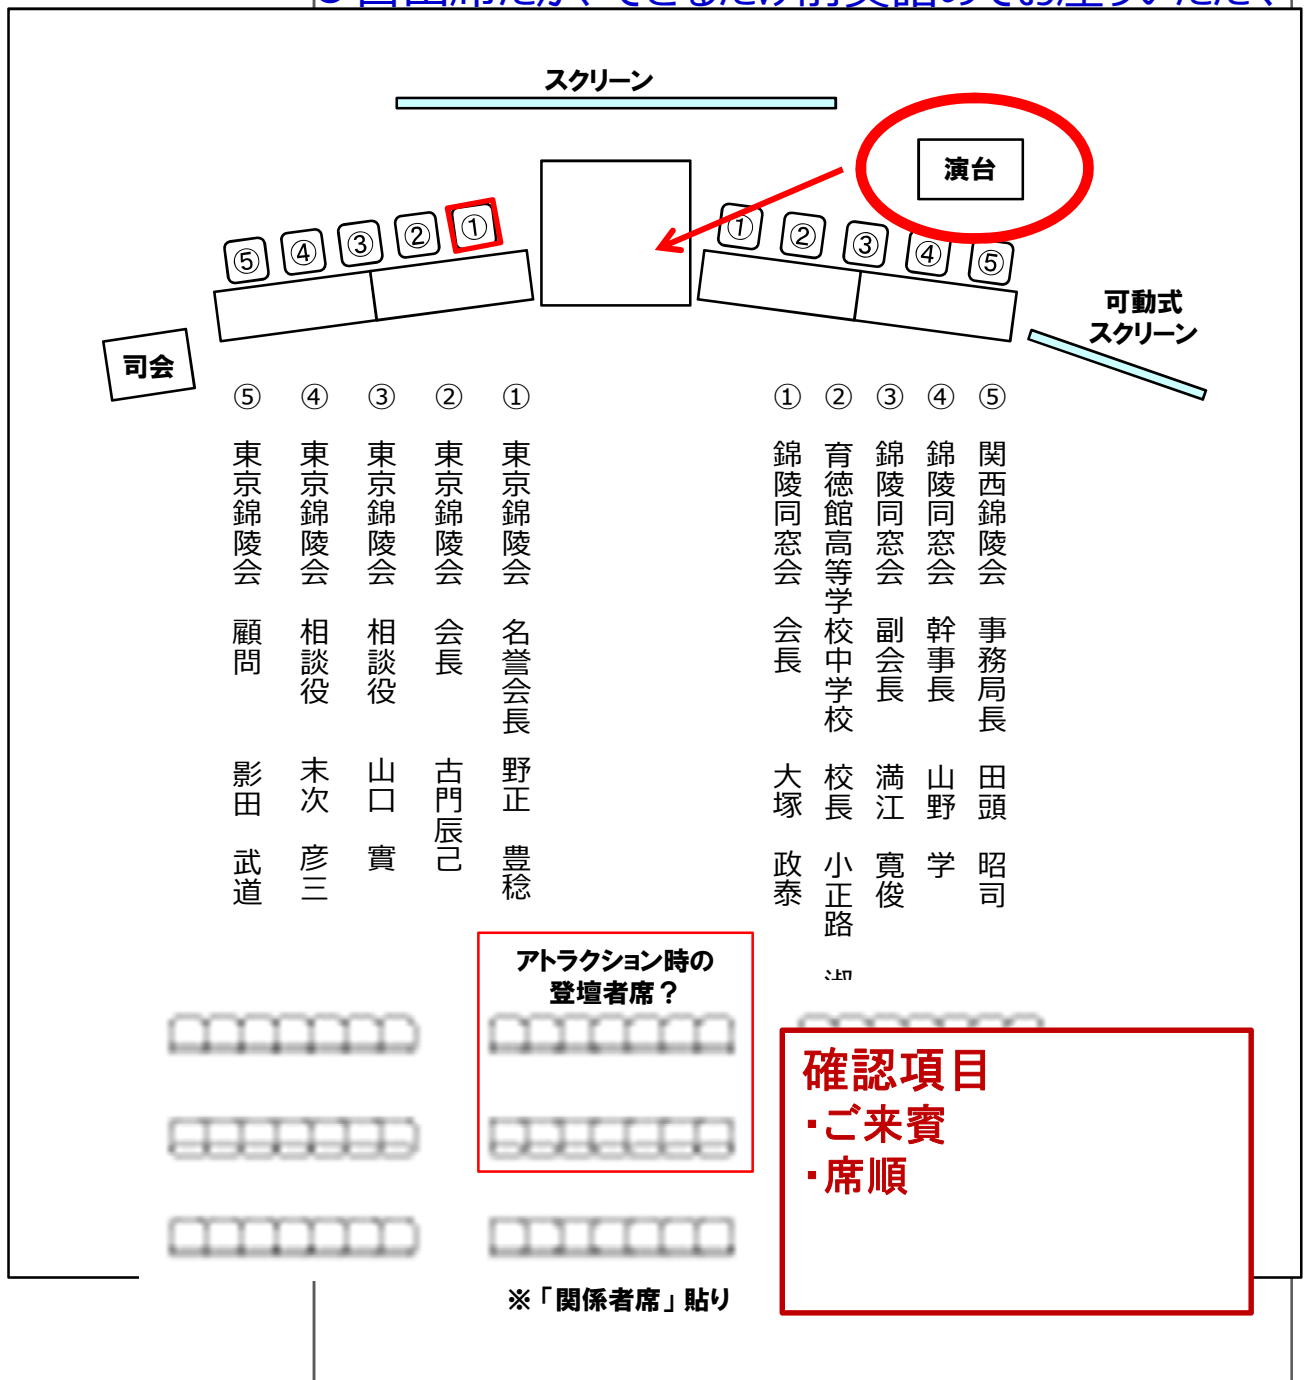 スクリーン
演台
① ② ③ ④ ⑤
⑤ ④ ③ ② ①
可動式
スクリーン
司会
① 東京錦陵会 名誉会長 野正 豊稔
② 東京錦陵会 会長 古門辰己
③ 東京錦陵会 相談役 山口 實
④ 東京錦陵会 相談役 末次 彦三
⑤ 東京錦陵会 顧問 影田 武道
① 錦陵同窓会 会長 大塚 政泰
② 育徳館高等学校中学校 校長 小正路
③ 錦陵同窓会 副会長 満江 寛俊
④ 錦陵同窓会 幹事長 山野 学
⑤ 関西錦陵会 事務局長 田頭 昭司
アトラクション時の
登壇者席？
確認項目
・ご来賓
・席順
※「関係者席」貼り